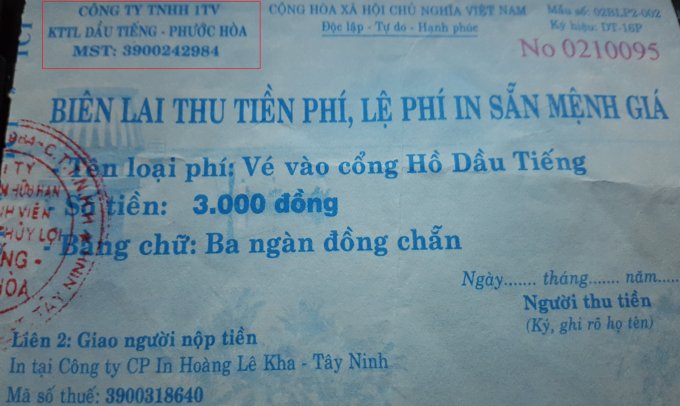 CÔNG TY TNHH 1TV
KTTL DẦU TIẾNG - PHƯỚC HÒA
MST: 3900242984
CỘNG HÒA XÃ HỘI CHỦ NGHĨA VIỆT NAM
Độc lập - Tự do - Hạnh phúc
Mẫu số: 02BLP2-002
Ký hiệu: DT-16P
No 0210095
BIÊN LAI THU TIỀN PHÍ, LỆ PHÍ IN SẴN MỆNH GIÁ
- Tên loại phí: Vé vào cổng Hồ Dầu Tiếng
- Số tiền: 3.000 đồng
- Bằng chữ: Ba ngàn đồng chẵn
Ngày....... tháng....... năm.....
Người thu tiền
(Ký, ghi rõ họ tên)
Liên 2: Giao người nộp tiền
In tại Công ty CP In Hoàng Lê Kha - Tây Ninh
Mã số thuế: 3900318640
TÂY NINH